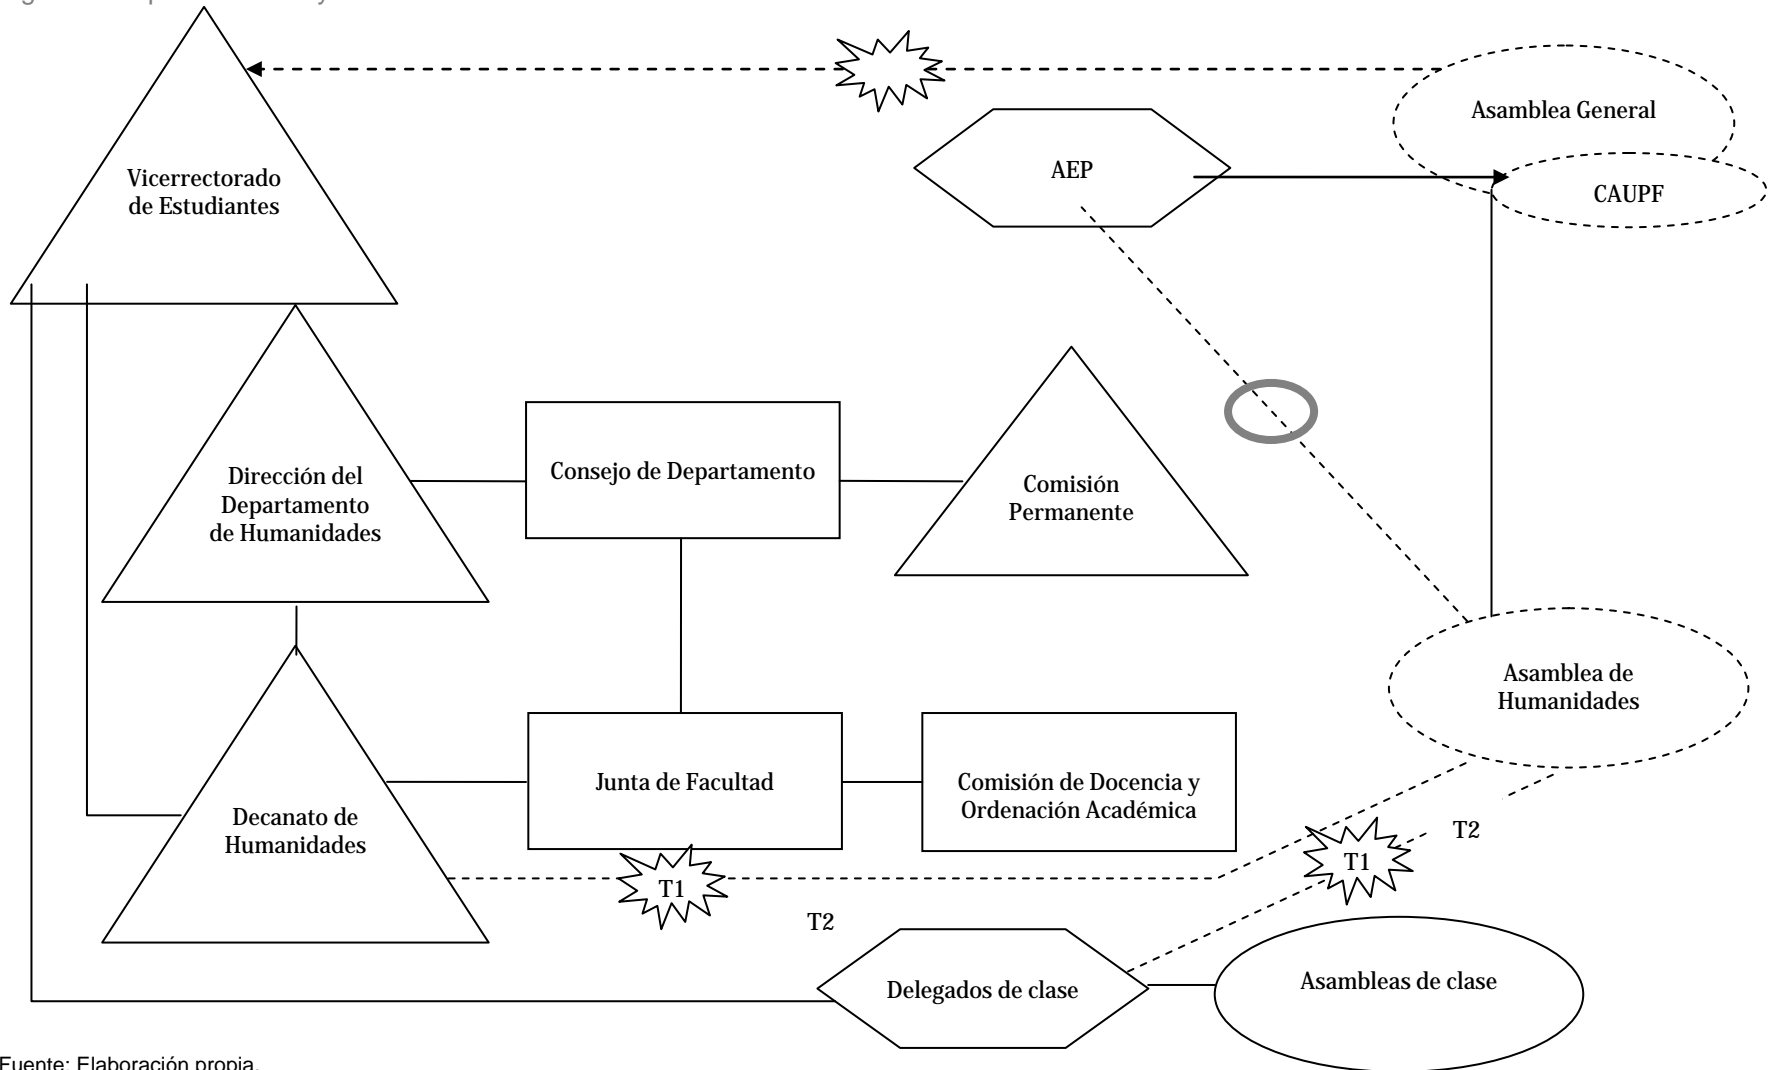 Asamblea General
AEP
Vicerrectorado
de Estudiantes
CAUPF
Consejo de Departamento
Dirección del
Departamento
de Humanidades
Comisión
Permanente
Asamblea de
Humanidades
Junta de Facultad
Comisión de Docencia y
Ordenación Académica
Decanato de
Humanidades
T2
T1
T1
T2
Delegados de clase
Asambleas de clase
Fuente: Elaboración propia.